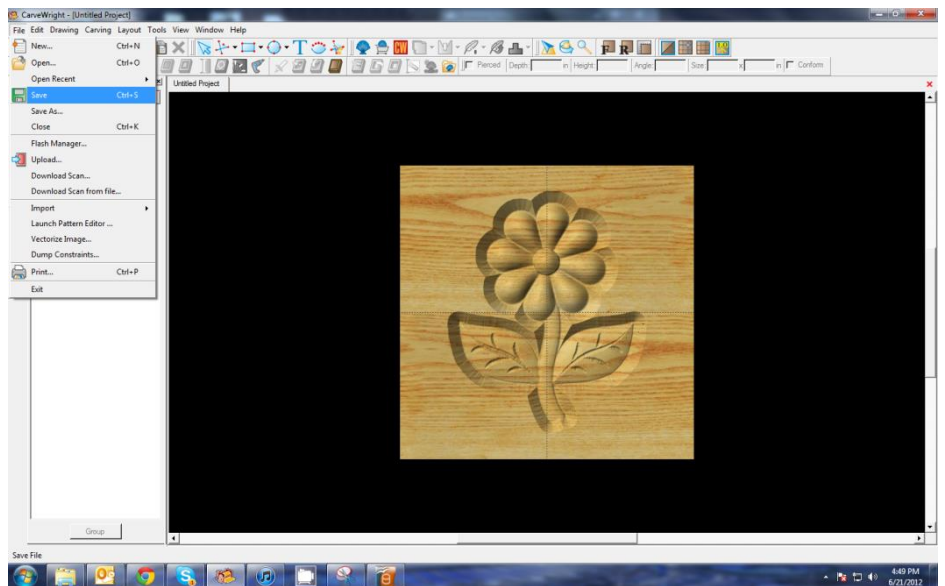 CarveWright - [Untitled Project]
File Edit Drawing Carving Layout Tools View Window Help
New... Ctrl+N
Open... Ctrl+O
Open Recent
Save Ctrl+S
Save As...
Close Ctrl+K
Flash Manager...
Upload...
Download Scan...
Download Scan from file...
Import
Launch Pattern Editor ...
Vectorize Image...
Dump Constraints...
Print... Ctrl+P
Exit
T CW F R
Pierced Depth: in Height: Angle: Size: x in Conform
Untitled Project
Group
Save File
4:49 PM
6/21/2012